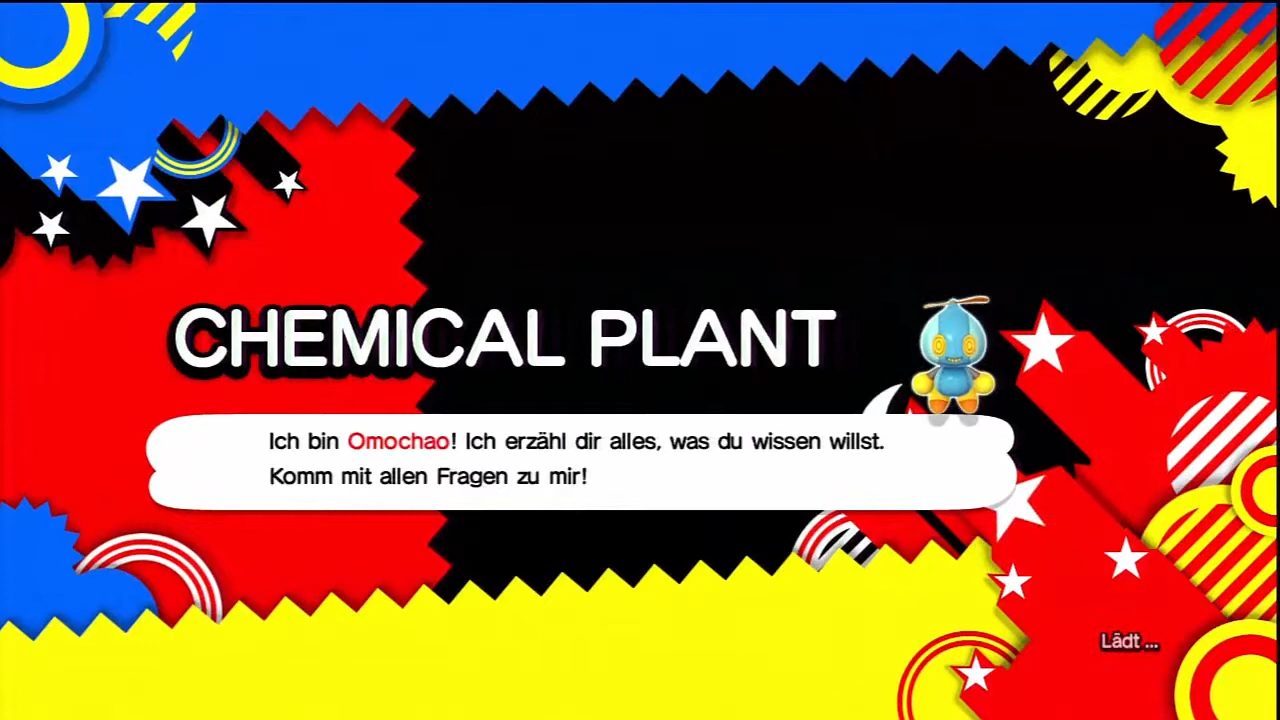 CHEMICAL PLANT
Ich bin Omochao! Ich erzähl dir alles, was du wissen willst.
Komm mit allen Fragen zu mir!
Lädt ...